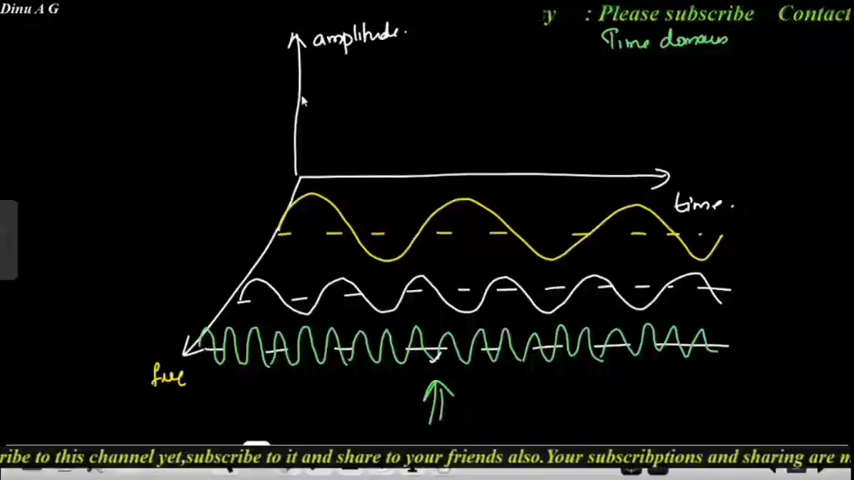 Dinu A G
y : Please subscribe Contact
Time domain
amplitude.
time.
fre
ribe to this channel yet,subscribe to it and share to your friends also.Your subscribptions and sharing are m